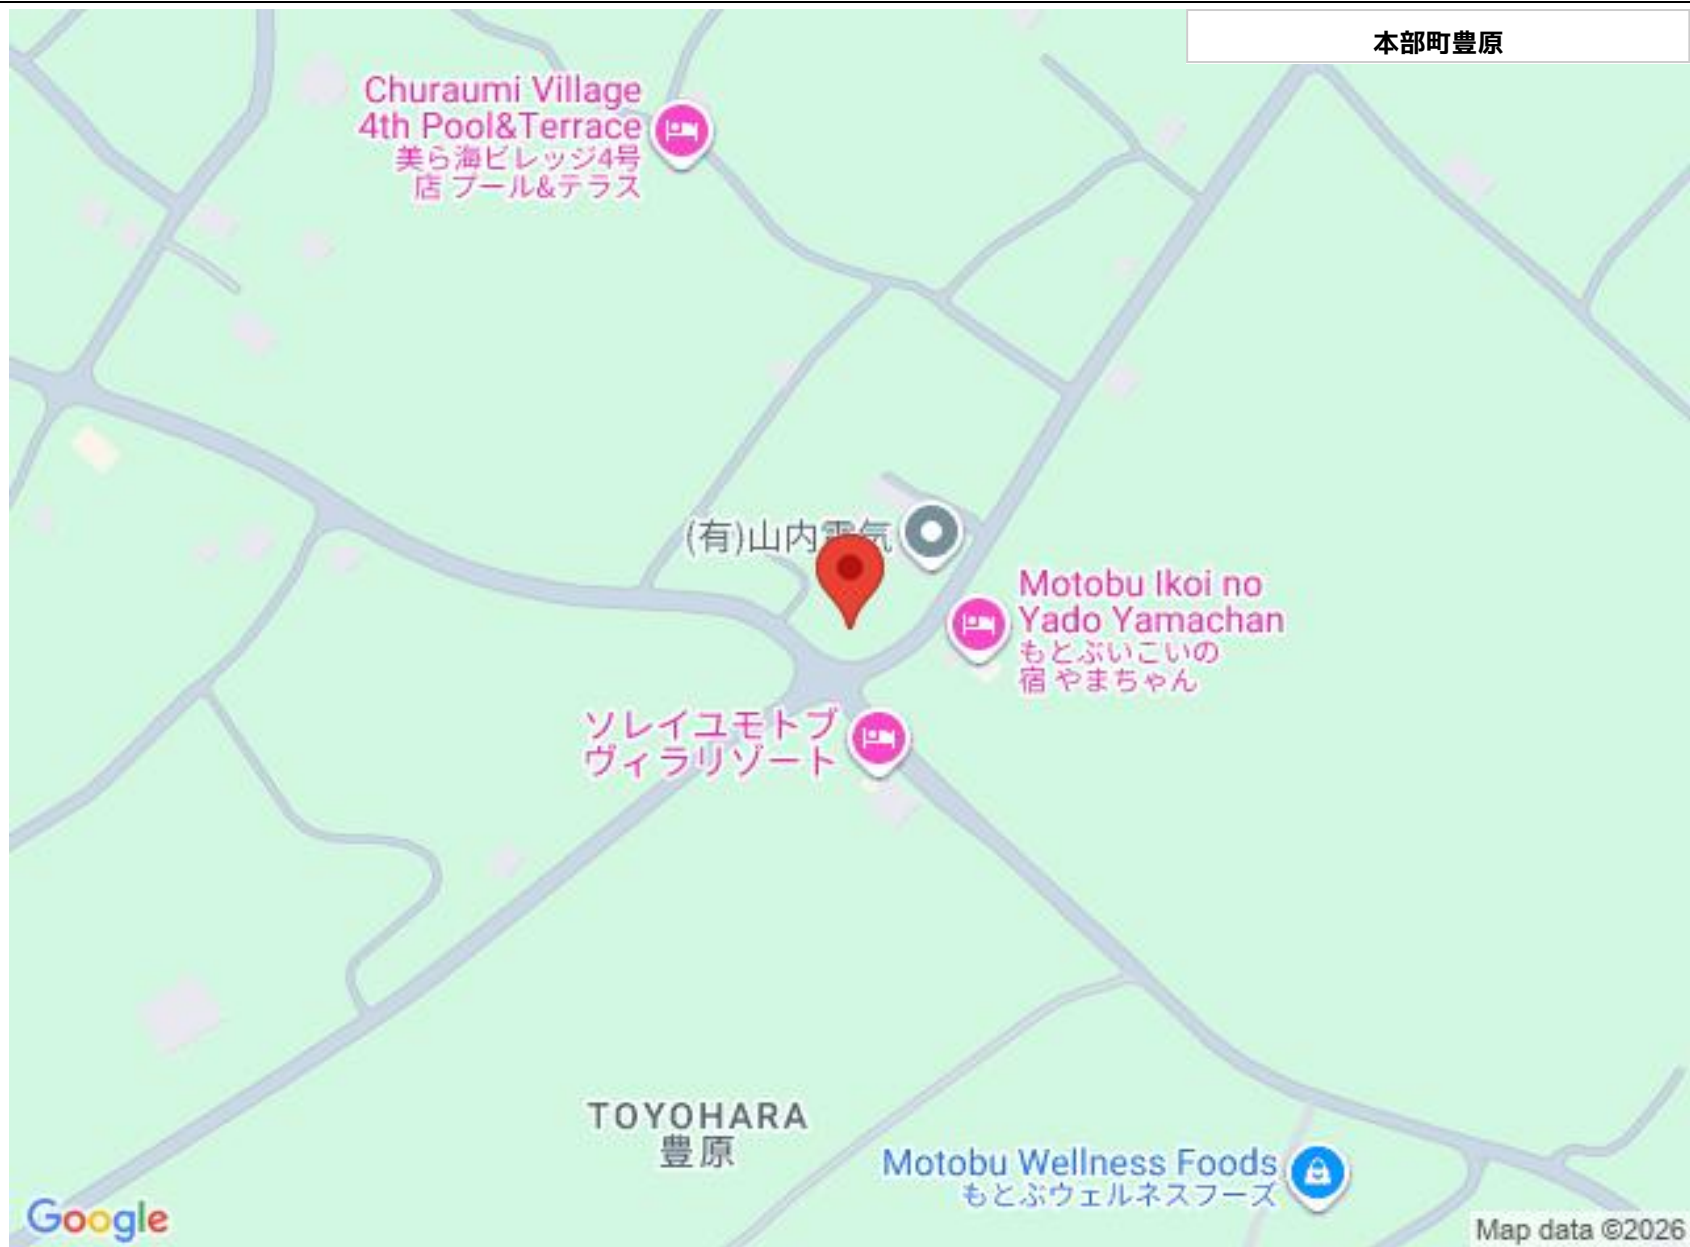 本部町豊原
Churaumi Village
4th Pool&Terrace
美ら海ビレッジ4号
店 プール&テラス
(有)山内電気
Motobu Ikoi no
Yado Yamachan
もとぶいこいの
宿 やまちゃん
ソレイユモトブ
ヴィラリゾート
TOYOHARA
豊原
Motobu Wellness Foods
もとぶウェルネスフーズ
Google
Map data ©2026